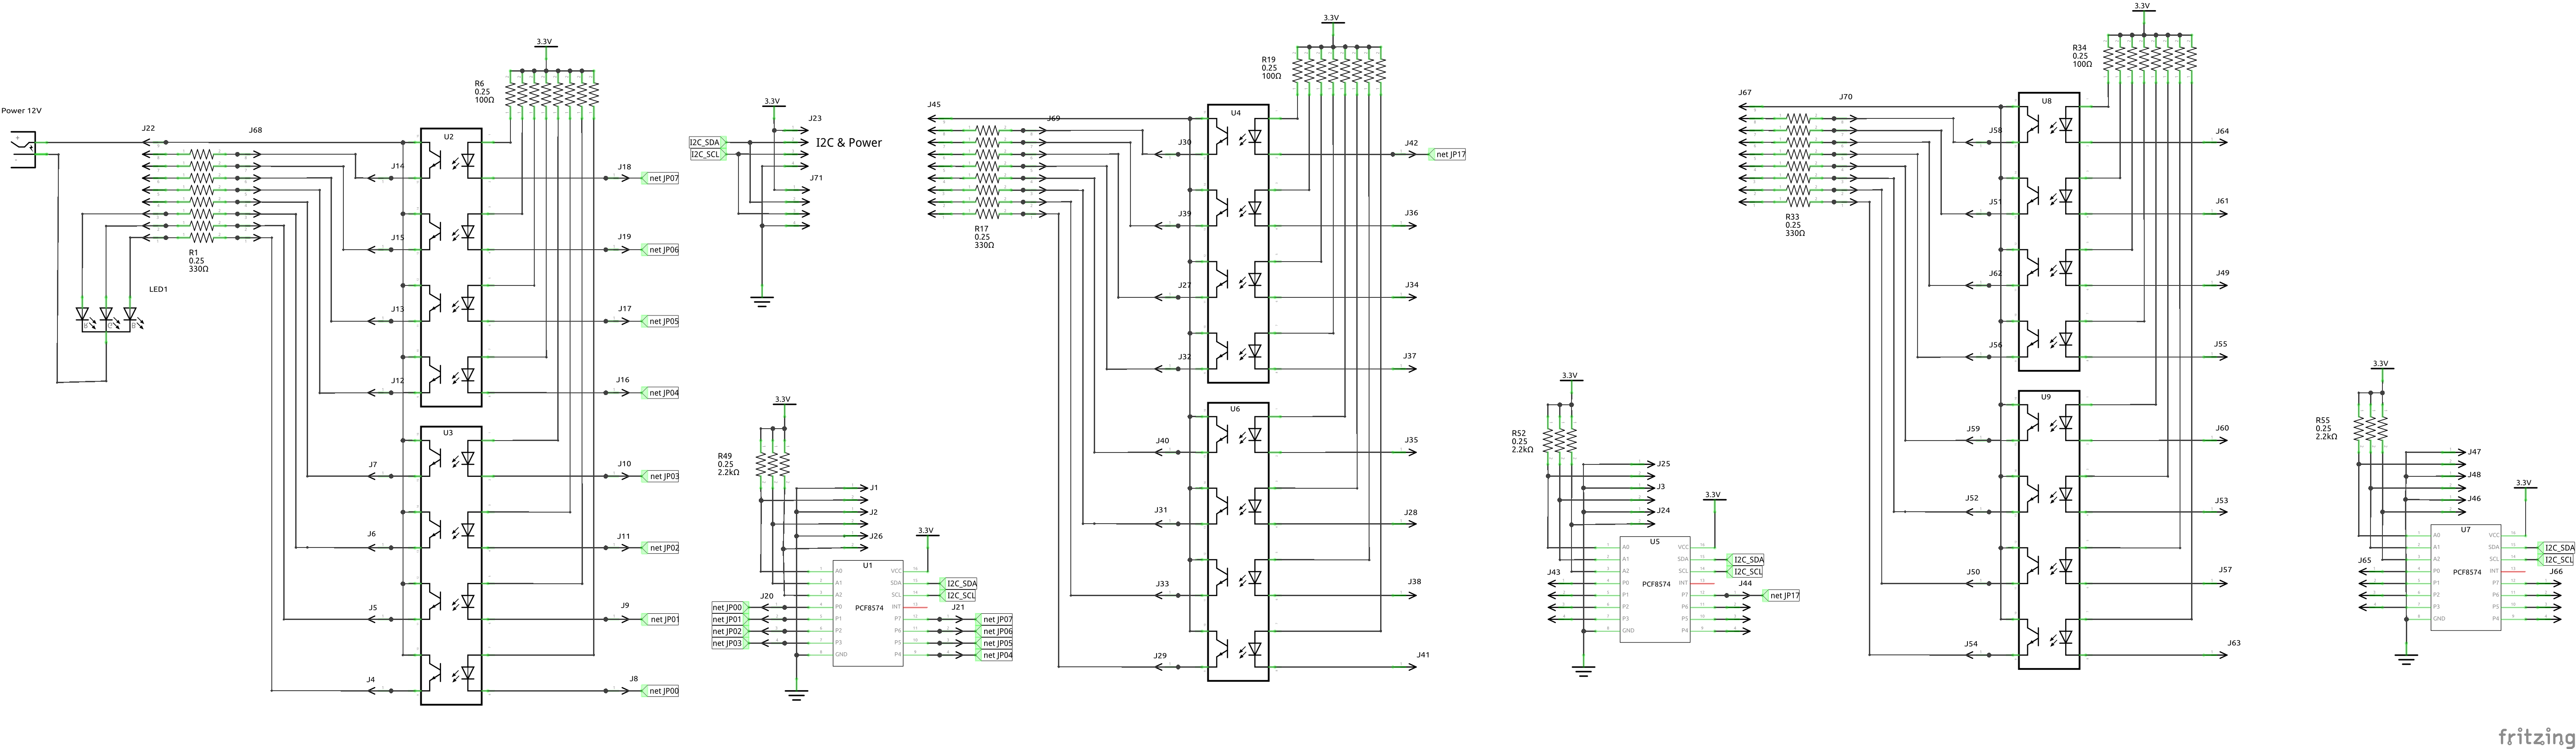 Power 12V
J22
J68
R1
0.25
330Ω
LED1
R6
0.25
100Ω
3.3V
U2
J14
J15
J13
J12
J18
net JP07
J19
net JP06
J17
net JP05
J16
net JP04
U3
J7
J6
J5
J4
J10
net JP03
J11
net JP02
J9
net JP01
J8
net JP00
3.3V
J23
I2C_SDA
I2C_SCL
I2C & Power
J71
3.3V
R49
0.25
2.2kΩ
J1
J2
J26
3.3V
U1
PCF8574
A0
A1
A2
P0
P1
P2
P3
GND
VCC
SDA
SCL
INT
P7
P6
P5
P4
I2C_SDA
I2C_SCL
J20
net JP00
net JP01
net JP02
net JP03
J21
net JP07
net JP06
net JP05
net JP04
J45
J69
R17
0.25
330Ω
R19
0.25
100Ω
3.3V
U4
J30
J39
J27
J32
J42
net JP17
J36
J34
J37
U6
J40
J31
J33
J29
J35
J28
J38
J41
3.3V
R52
0.25
2.2kΩ
J25
J3
J24
3.3V
U5
PCF8574
A0
A1
A2
P0
P1
P2
P3
GND
VCC
SDA
SCL
INT
P7
P6
P5
P4
I2C_SDA
I2C_SCL
J43
J44
net JP17
J67
J70
R33
0.25
330Ω
R34
0.25
100Ω
3.3V
U8
J58
J51
J62
J56
J64
J61
J49
J55
U9
J59
J52
J50
J54
J60
J53
J57
J63
3.3V
R55
0.25
2.2kΩ
J47
J48
J46
3.3V
U7
PCF8574
A0
A1
A2
P0
P1
P2
P3
GND
VCC
SDA
SCL
INT
P7
P6
P5
P4
I2C_SDA
I2C_SCL
J65
J66
fritzing